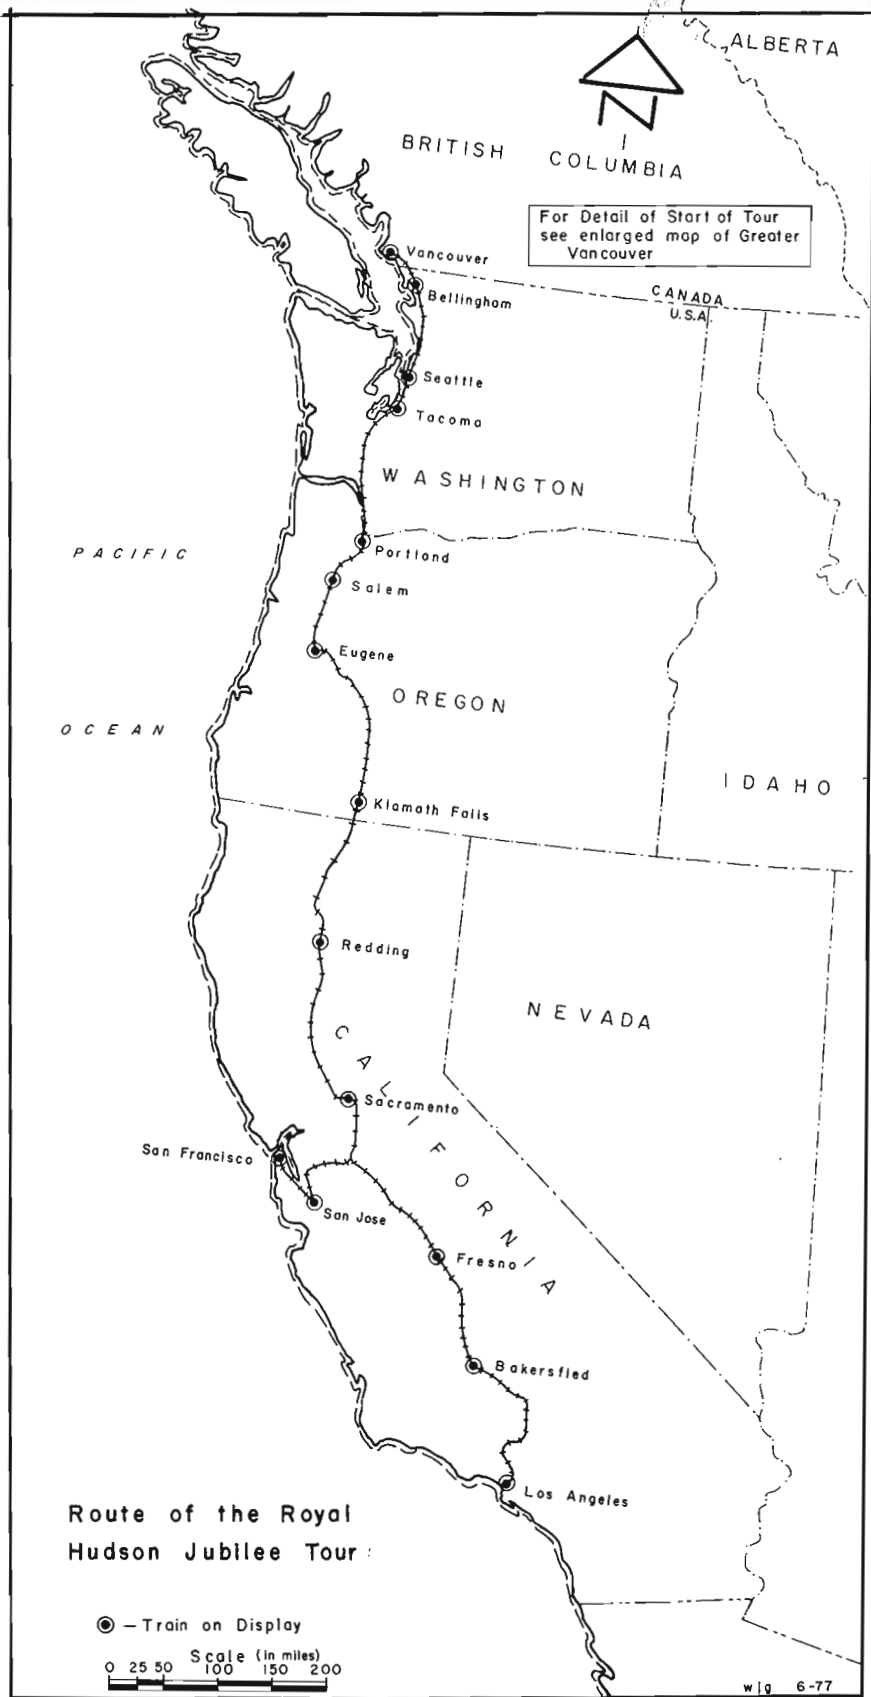 ALBERTA
N
BRITISH COLUMBIA
For Detail of Start of Tour
see enlarged map of Greater
Vancouver
Vancouver
CANADA
U.S.A.
Bellingham
Seattle
Tacoma
WASHINGTON
PACIFIC
Portland
Salem
Eugene
OREGON
OCEAN
IDAHO
Klamath Falls
Redding
NEVADA
CALIFORNIA
Sacramento
San Francisco
San Jose
Fresno
Bakersfied
Los Angeles
Route of the Royal
Hudson Jubilee Tour
– Train on Display
Scale (in miles)
0 25 50 100 150 200
wjg 6-77